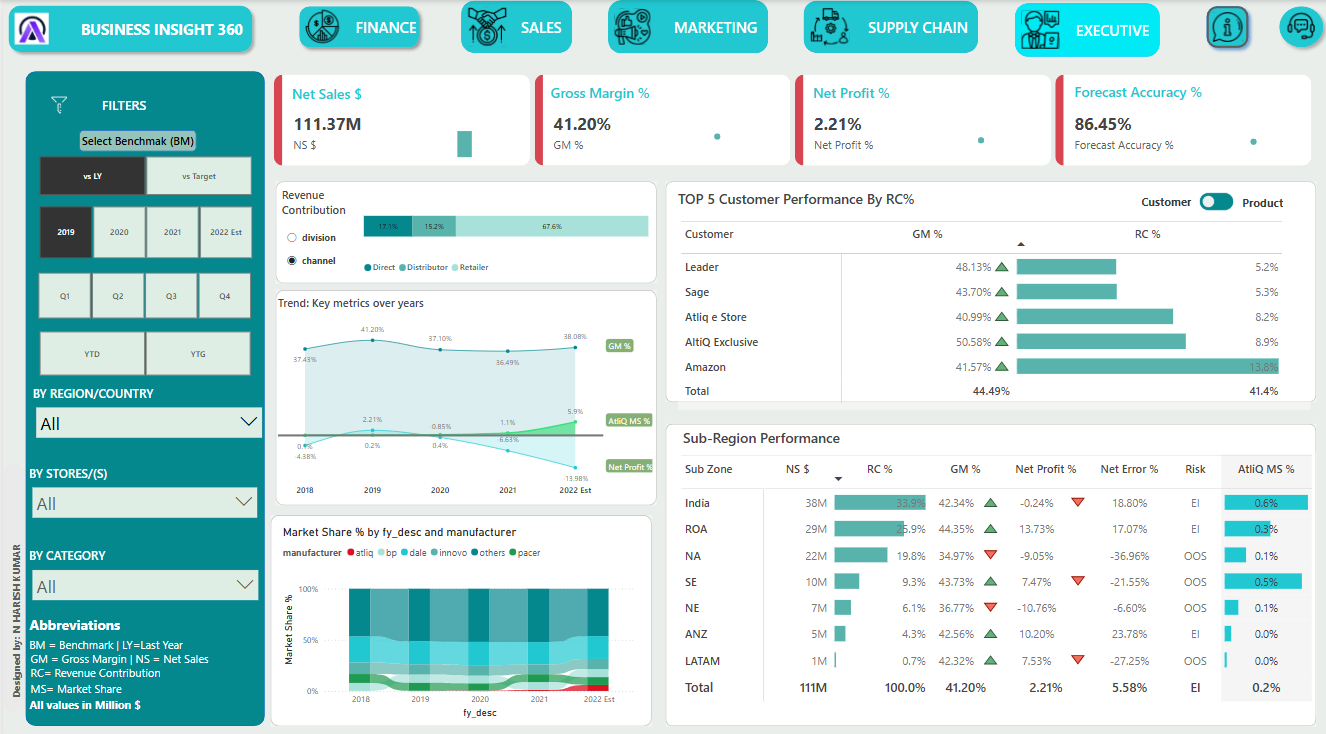 BUSINESS INSIGHT 360
FINANCE
SALES
MARKETING
SUPPLY CHAIN
EXECUTIVE
FILTERS
Select Benchmak (BM)
vs LY
vs Target
2019
2020
2021
2022 Est
Q1
Q2
Q3
Q4
YTD
YTG
BY REGION/COUNTRY
All
BY STORES/(S)
All
BY CATEGORY
All
Abbreviations
BM = Benchmark | LY=Last Year
GM = Gross Margin | NS = Net Sales
RC= Revenue Contribution
MS= Market Share
All values in Million $
Designed by: N HARISH KUMAR
Net Sales $
111.37M
NS $
Gross Margin %
41.20%
GM %
Net Profit %
2.21%
Net Profit %
Forecast Accuracy %
86.45%
Forecast Accuracy %
Revenue
Contribution
division
channel
17.1% 15.2% 67.6%
Direct Distributor Retailer
Trend: Key metrics over years
37.43% 41.20% 37.10% 36.49% 38.08%
GM %
2.21% -0.85% 1.1% 5.9%
AtliQ MS %
0.2% 0.4% -6.63%
-4.38%
Net Profit %
-13.98%
2018 2019 2020 2021 2022 Est
Market Share % by fy_desc and manufacturer
manufacturer atliq bp dale innovo others pacer
Market Share %
100%
50%
0%
2018 2019 2020 2021 2022 Est
fy_desc
TOP 5 Customer Performance By RC%
Customer Product
Customer GM % RC %
Leader 48.13% 5.2%
Sage 43.70% 5.3%
Atliq e Store 40.99% 8.2%
AltiQ Exclusive 50.58% 8.9%
Amazon 41.57% 13.8%
Total 44.49% 41.4%
Sub-Region Performance
Sub Zone NS $ RC % GM % Net Profit % Net Error % Risk AtliQ MS %
India 38M 33.9% 42.34% -0.24% 18.80% EI 0.6%
ROA 29M 25.9% 44.35% 13.73% 17.07% EI 0.3%
NA 22M 19.8% 34.97% -9.05% -36.96% OOS 0.1%
SE 10M 9.3% 43.73% 7.47% -21.55% OOS 0.5%
NE 7M 6.1% 36.77% -10.76% -6.60% OOS 0.1%
ANZ 5M 4.3% 42.56% 10.20% 23.78% EI 0.0%
LATAM 1M 0.7% 42.32% 7.53% -27.25% OOS 0.0%
Total 111M 100.0% 41.20% 2.21% 5.58% EI 0.2%